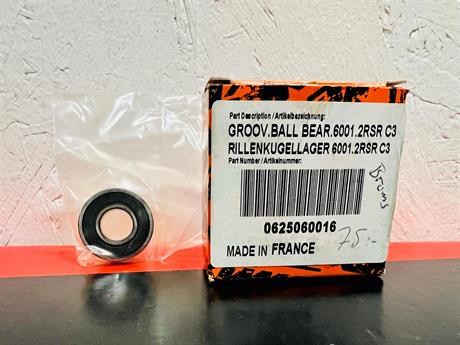 Part Description / Artikelbezeichnung:
GROOV.BALL BEAR.6001.2RSR C3
RILLENKUGELLAGER 6001.2RSR C3
Part Number / Artikelnummer:
0625060016
75:-
MADE IN FRANCE